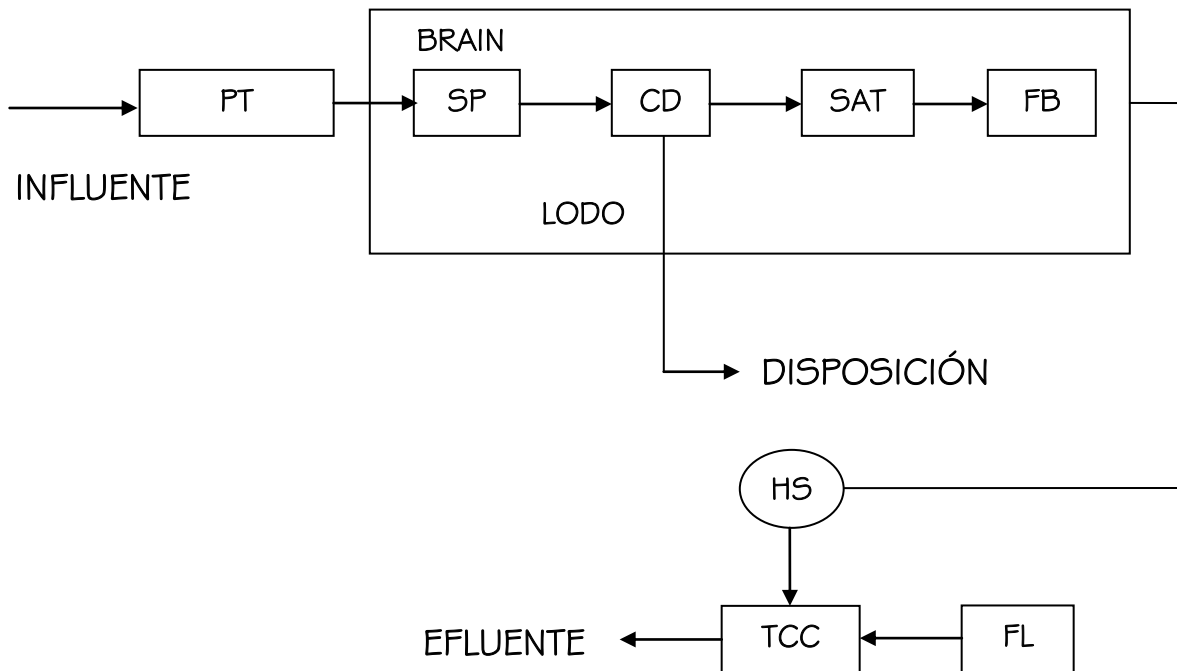 BRAIN
PT
SP
CD
SAT
FB
INFLUENTE
LODO
DISPOSICIÓN
HS
EFLUENTE
TCC
FL